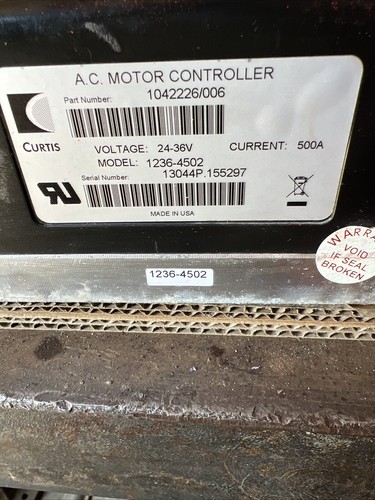 A.C. MOTOR CONTROLLER
Part Number: 1042226/006
CURTIS
VOLTAGE: 24-36V CURRENT: 500A
MODEL: 1236-4502
Serial Number: 13044P.155297
MADE IN USA
WARRA
VOID
IF SEAL
BROKEN
1236-4502